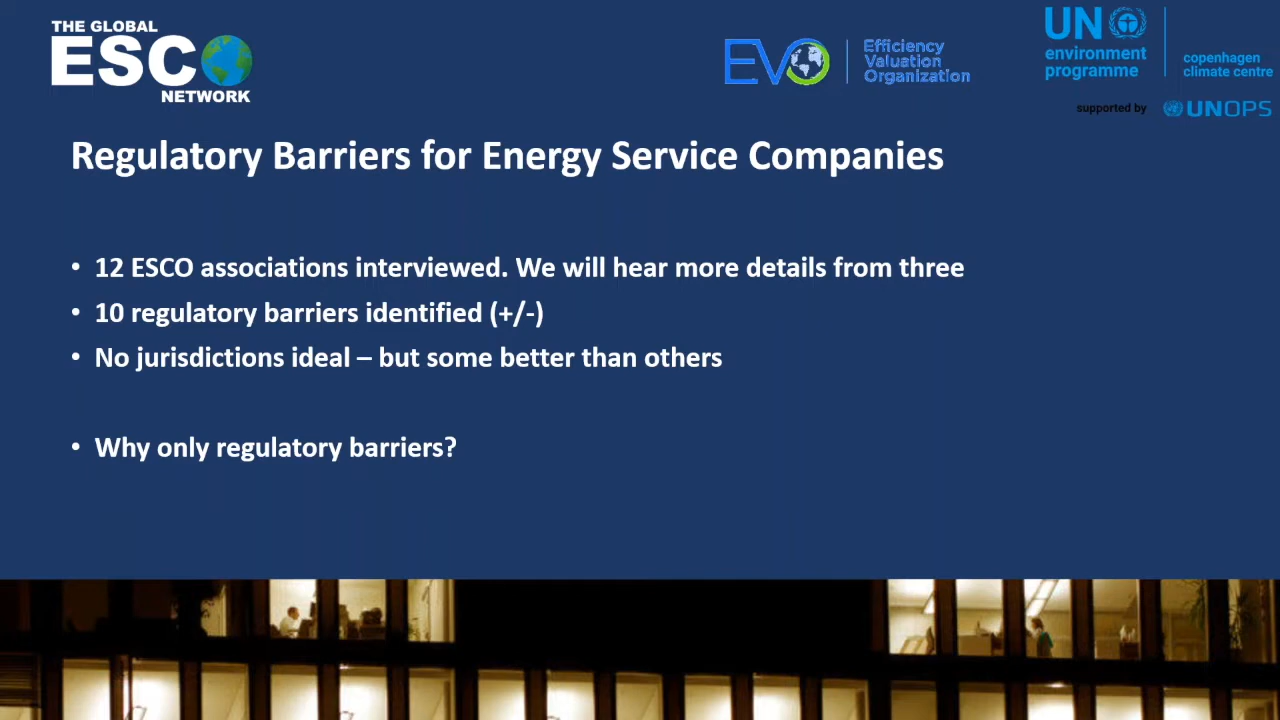 THE GLOBAL
ESCO
NETWORK
EVO
Efficiency
Valuation
Organization
UN
environment
programme
copenhagen
climate centre
supported by
UNOPS
Regulatory Barriers for Energy Service Companies
• 12 ESCO associations interviewed. We will hear more details from three
• 10 regulatory barriers identified (+/-)
• No jurisdictions ideal – but some better than others
• Why only regulatory barriers?